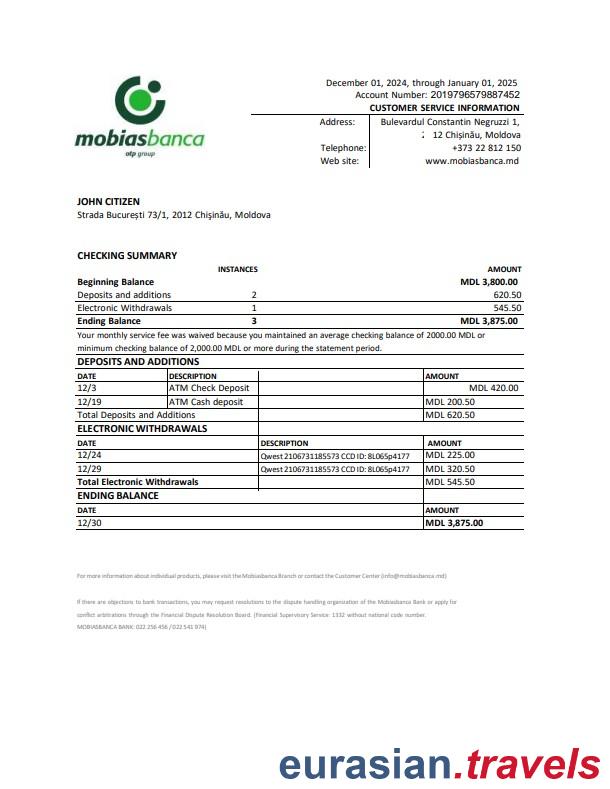 mobiasbanca
otp group
December 01, 2024, through January 01, 2025
Account Number: 2019796579887452
CUSTOMER SERVICE INFORMATION
Address: Bulevardul Constantin Negruzzi 1,
: 12 Chișinău, Moldova
Telephone: +373 22 812 150
Web site: www.mobiasbanca.md
JOHN CITIZEN
Strada București 73/1, 2012 Chișinău, Moldova
CHECKING SUMMARY
INSTANCES AMOUNT
Beginning Balance MDL 3,800.00
Deposits and additions 2 620.50
Electronic Withdrawals 1 545.50
Ending Balance 3 MDL 3,875.00
Your monthly service fee was waived because you maintained an average checking balance of 2000.00 MDL or
minimum checking balance of 2,000.00 MDL or more during the statement period.
DEPOSITS AND ADDITIONS
DATE DESCRIPTION AMOUNT
12/3 ATM Check Deposit MDL 420.00
12/19 ATM Cash deposit MDL 200.50
Total Deposits and Additions MDL 620.50
ELECTRONIC WITHDRAWALS
DATE DESCRIPTION AMOUNT
12/24 Qwest 2106731185573 CCD ID: 8L065p4177 MDL 225.00
12/29 Qwest 2106731185573 CCD ID: 8L065p4177 MDL 320.50
Total Electronic Withdrawals MDL 545.50
ENDING BALANCE
DATE AMOUNT
12/30 MDL 3,875.00
For more information about individual products, please visit the Mobiasbanca Branch or contact the Customer Center (info@mobiasbanca.md)
If there are objections to bank transactions, you may request resolutions to the dispute handling organization of the Mobiasbanca Bank or apply for
conflict arbitrations through the Financial Dispute Resolution Board. (Financial Supervisory Service: 1332 without national code number.
MOBIASBANCA BANK: 022 256 456 / 022 541 974)
eurasian.travels